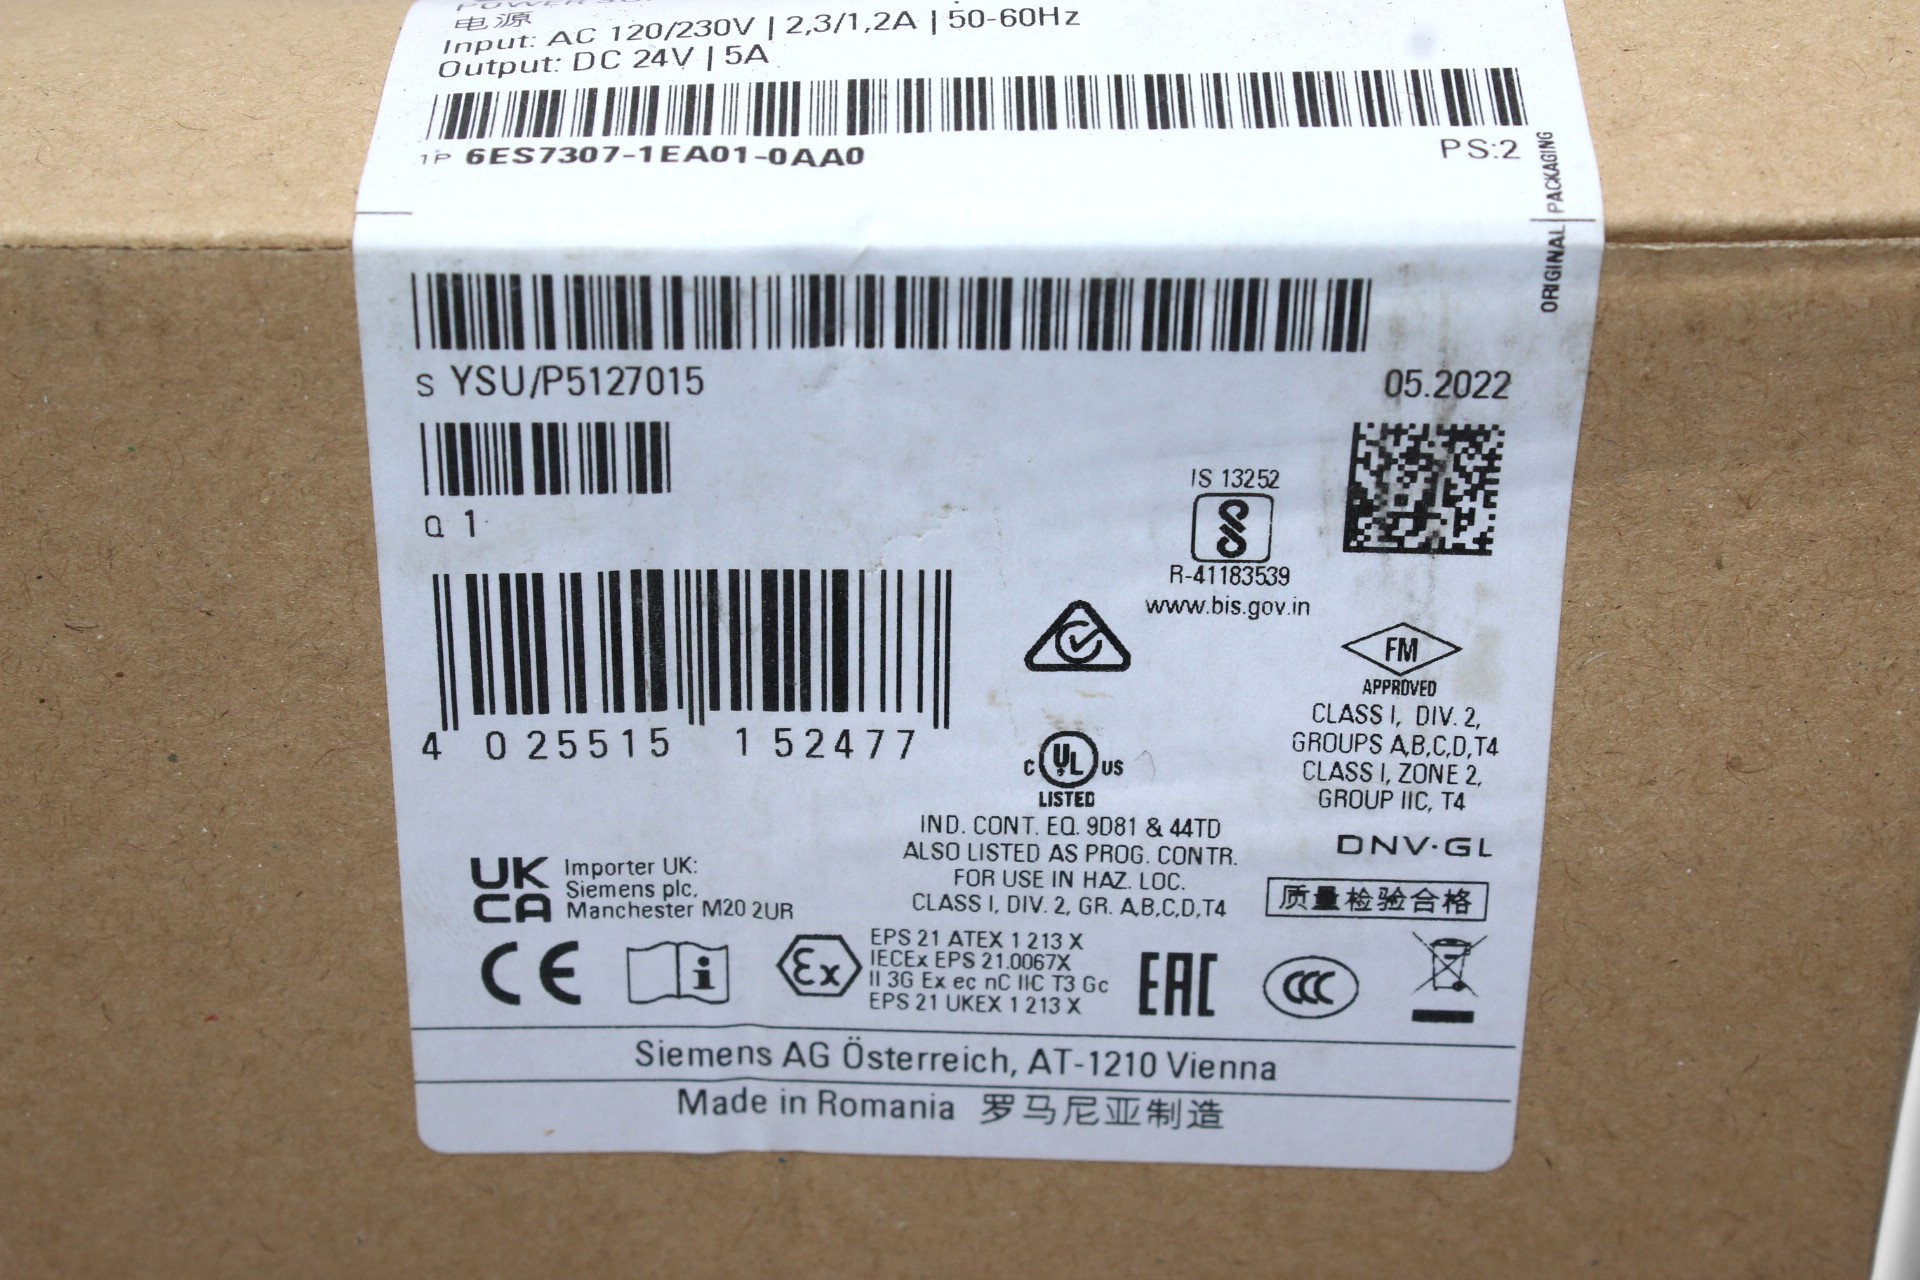 POWER SU
电源
Input: AC 120/230V | 2,3/1,2A | 50-60Hz
Output: DC 24V | 5A
1P 6ES7307-1EA01-0AA0
PS:2
ORIGINAL PACKAGING
S YSU/P5127015
05.2022
Q 1
IS 13252
R-41183539
www.bis.gov.in
FM
APPROVED
CLASS I, DIV. 2,
GROUPS A,B,C,D,T4
CLASS I, ZONE 2,
GROUP IIC, T4
4 025515 152477
C UL US
LISTED
IND. CONT. EQ. 9D81 & 44TD
ALSO LISTED AS PROG. CONTR.
FOR USE IN HAZ. LOC.
CLASS I, DIV. 2, GR. A,B,C,D,T4
DNV·GL
质量检验合格
UK
CA
Importer UK:
Siemens plc,
Manchester M20 2UR
CE
i
Ex
EPS 21 ATEX 1 213 X
IECEx EPS 21.0067X
II 3G Ex ec nC IIC T3 Gc
EPS 21 UKEX 1 213 X
EAC
CCC
Siemens AG Österreich, AT-1210 Vienna
Made in Romania 罗马尼亚制造